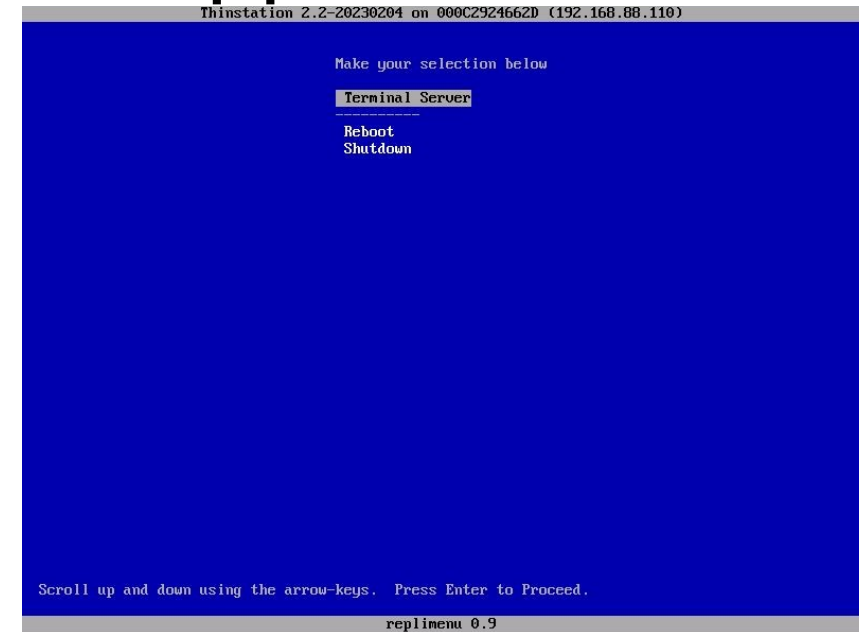 Thinstation 2.2-20230204 on 000C2924662D (192.168.88.110)
Make your selection below
Terminal Server
----------
Reboot
Shutdown
Scroll up and down using the arrow-keys. Press Enter to Proceed.
replimenu 0.9